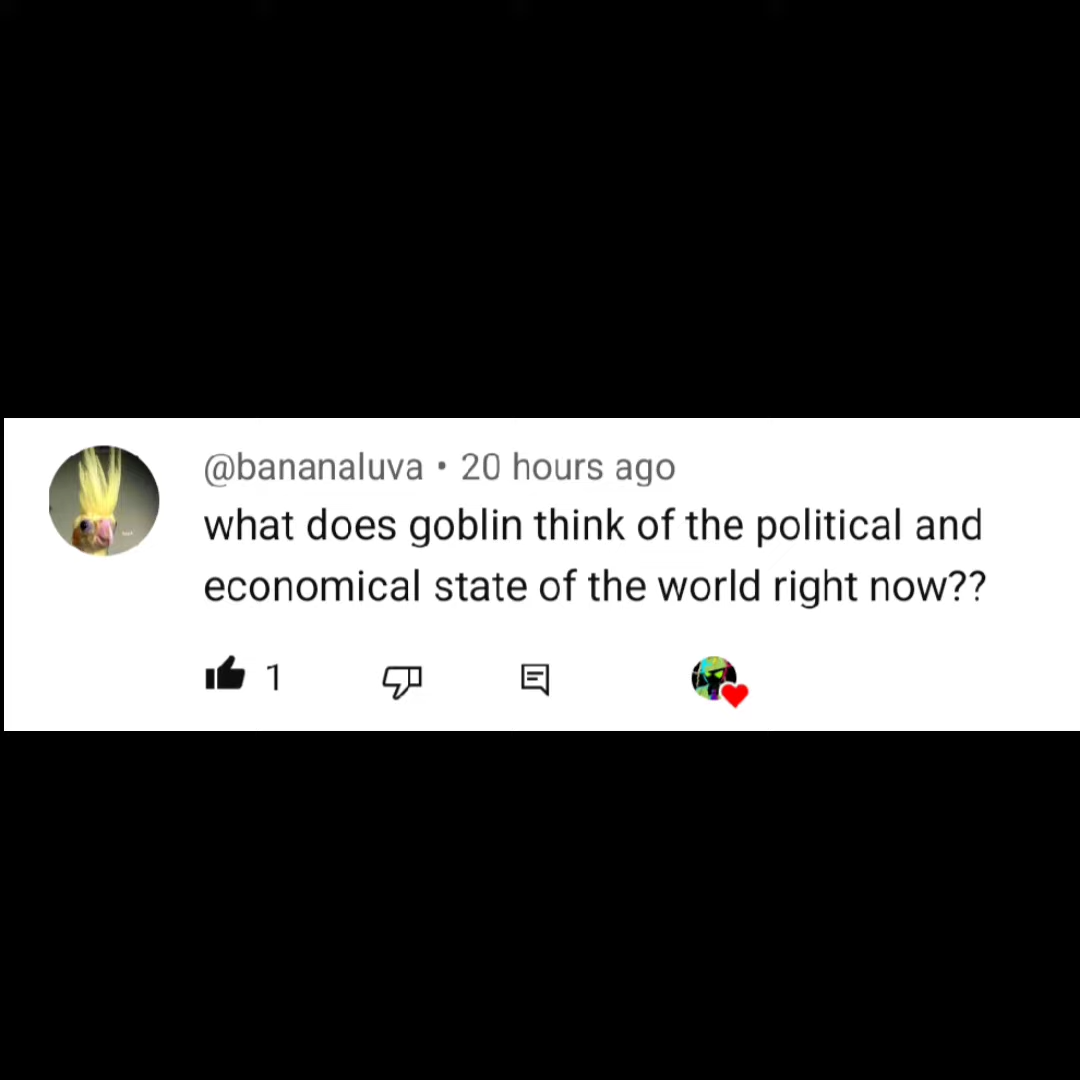 @bananaluva • 20 hours ago
what does goblin think of the political and
economical state of the world right now??
1